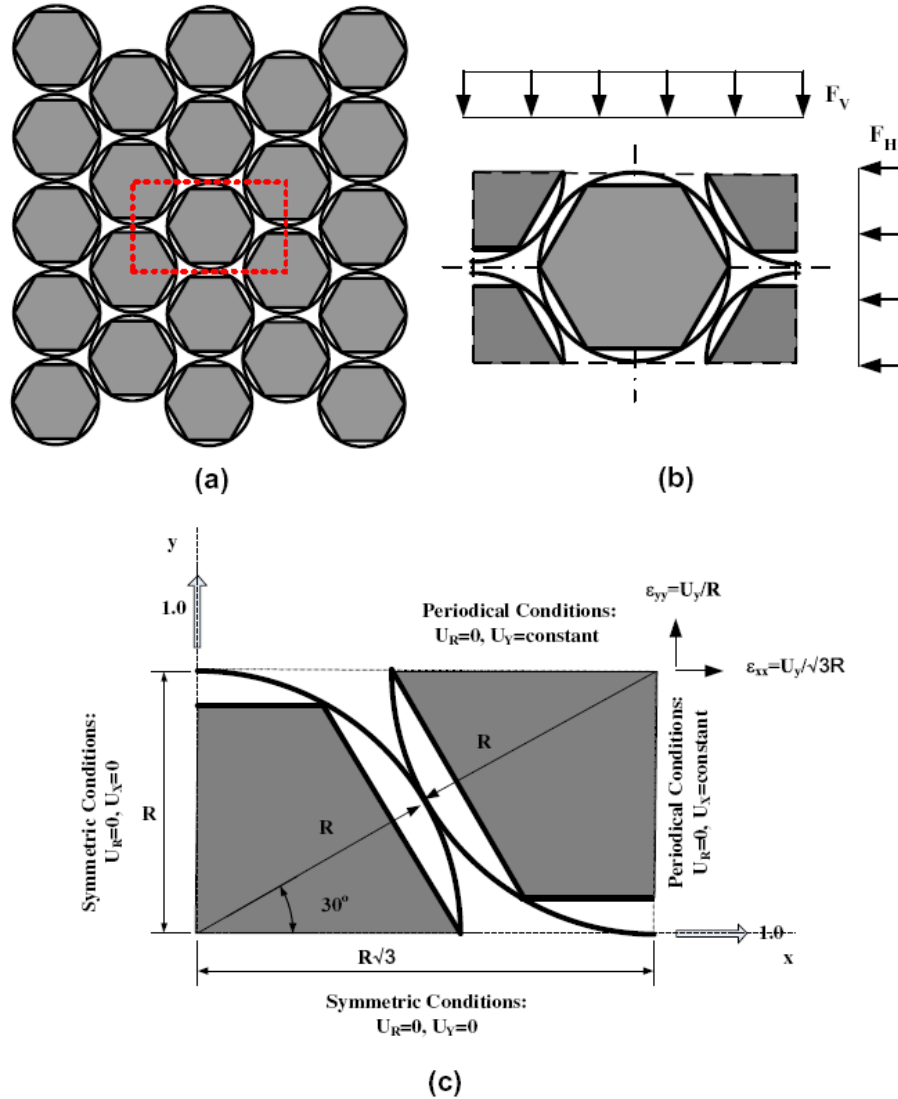 (a)
F_V
F_H
(b)
y
1.0
Periodical Conditions:
U_R=0, U_Y=constant
ε_yy=U_y/R
ε_xx=U_y/√3R
Symmetric Conditions:
U_R=0, U_X=0
R
R
R
30°
Periodical Conditions:
U_R=0, U_X=constant
1.0
x
R√3
Symmetric Conditions:
U_R=0, U_Y=0
(c)